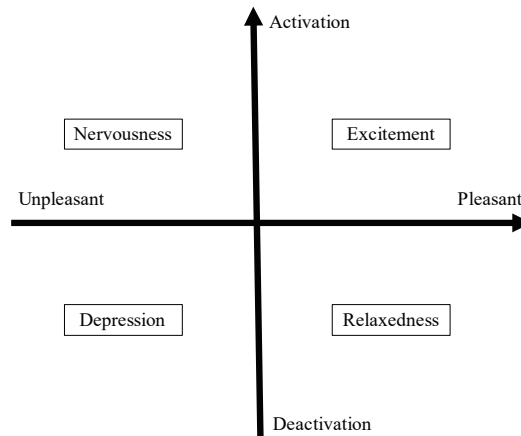 Activation
Nervousness
Excitement
Unpleasant
Pleasant
Depression
Relaxedness
Deactivation